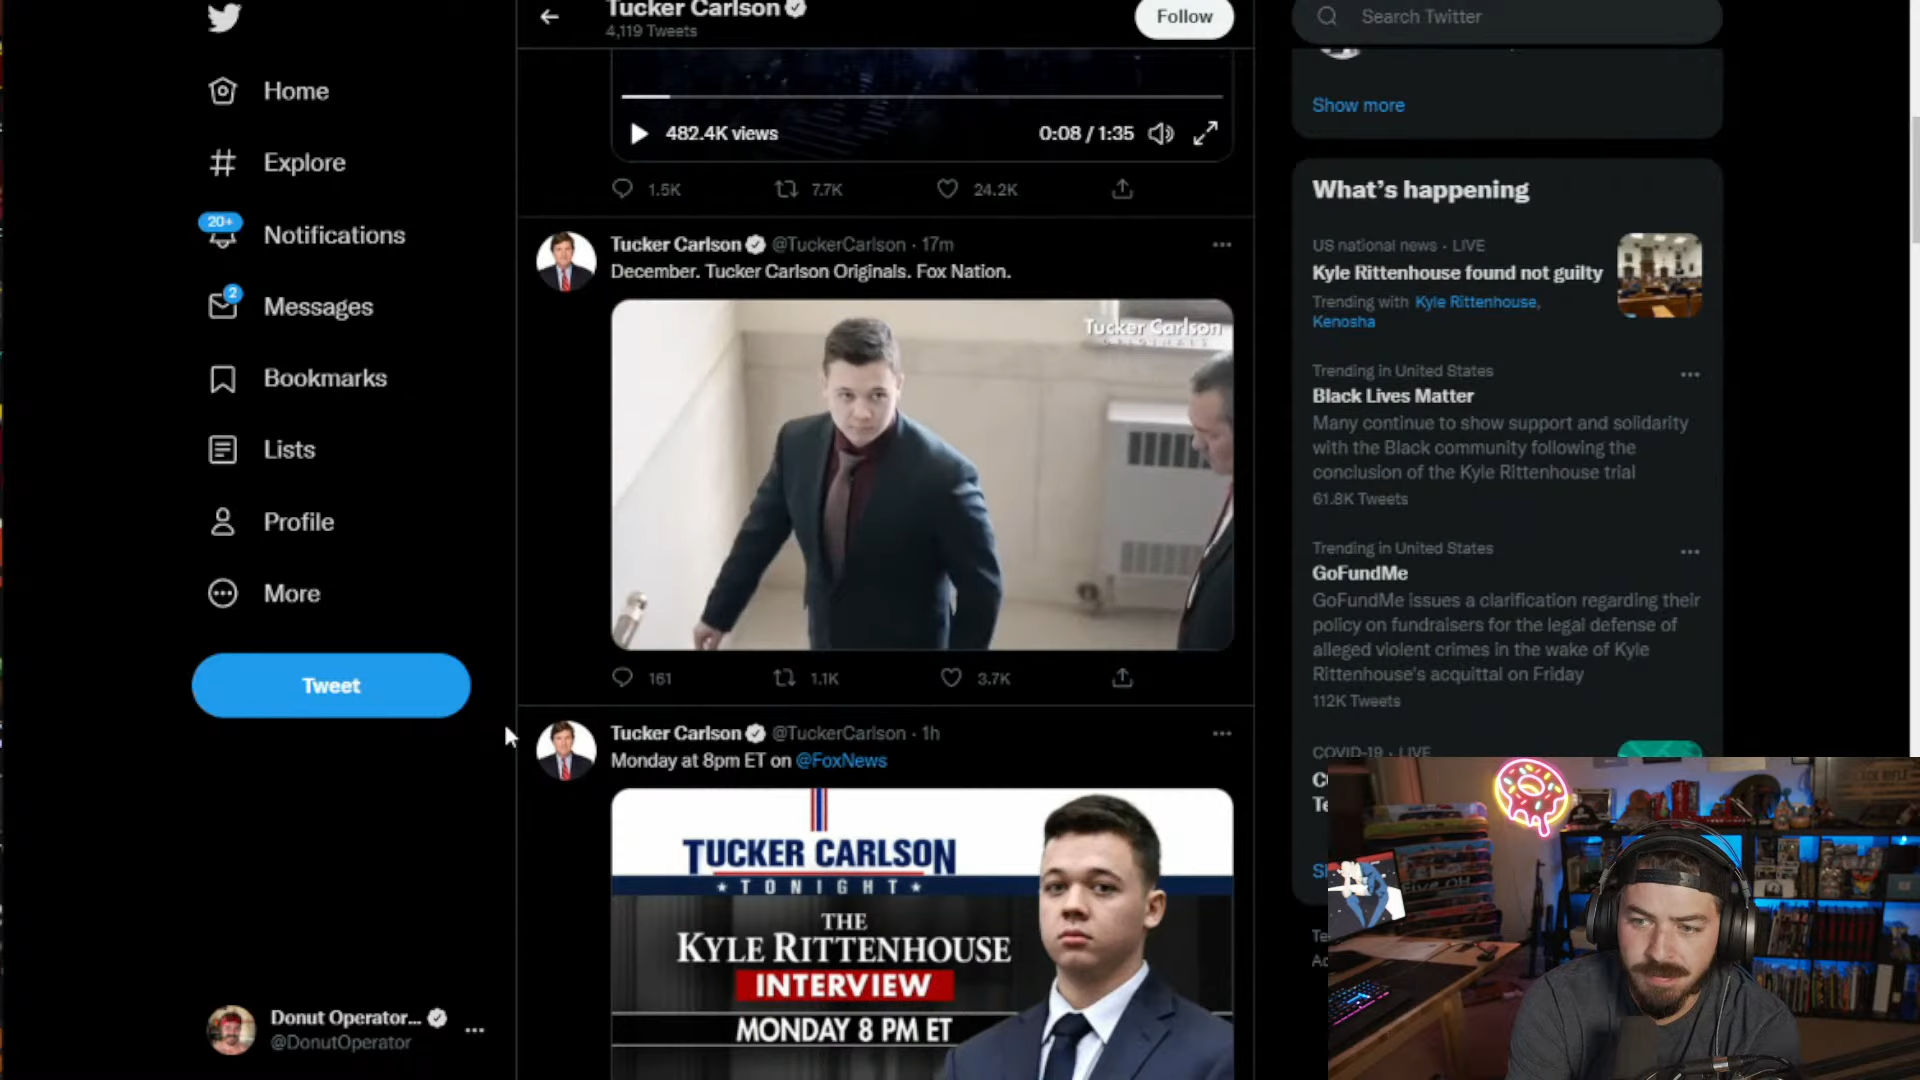 Home
Explore
20+
Notifications
2
Messages
Bookmarks
Lists
Profile
More
Tweet
Donut Operator...
@DonutOperator
Tucker Carlson
4,119 Tweets
Follow
482.4K views
0:08 / 1:35
1.5K
7.7K
24.2K
Tucker Carlson @TuckerCarlson · 17m
December. Tucker Carlson Originals. Fox Nation.
Tucker Carlson
ORIGINALS
161
1.1K
3.7K
Tucker Carlson @TuckerCarlson · 1h
Monday at 8pm ET on @FoxNews
TUCKER CARLSON
TONIGHT
THE
KYLE RITTENHOUSE
INTERVIEW
MONDAY 8 PM ET
Search Twitter
Show more
What's happening
US national news · LIVE
Kyle Rittenhouse found not guilty
Trending with Kyle Rittenhouse,
Kenosha
Trending in United States
Black Lives Matter
Many continue to show support and solidarity
with the Black community following the
conclusion of the Kyle Rittenhouse trial
61.8K Tweets
Trending in United States
GoFundMe
GoFundMe issues a clarification regarding their
policy on fundraisers for the legal defense of
alleged violent crimes in the wake of Kyle
Rittenhouse's acquittal on Friday
112K Tweets
COVID-19 · LIVE